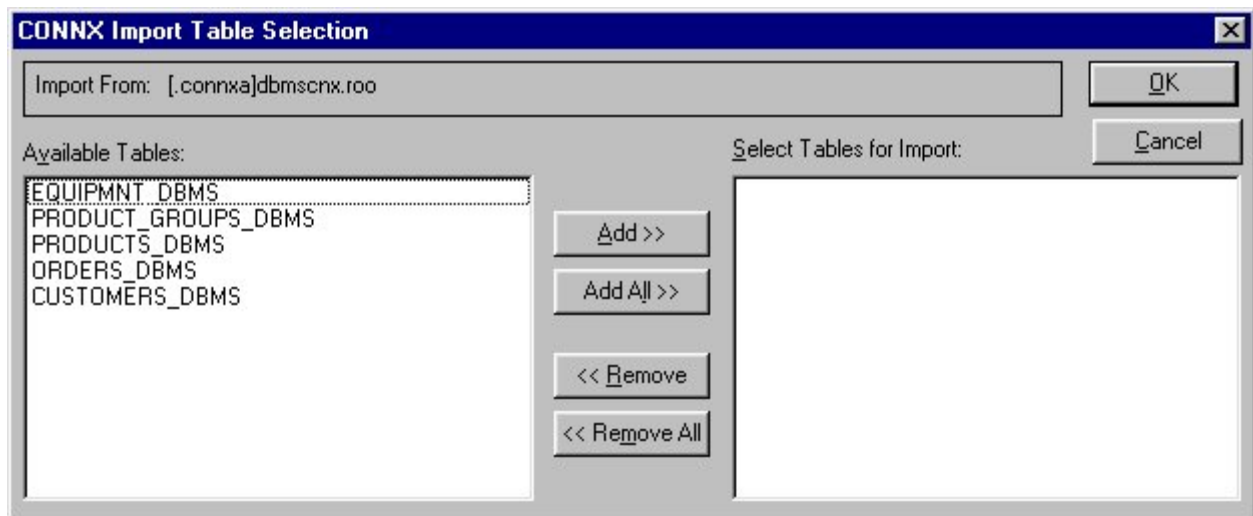 CONNX Import Table Selection
Import From: [.connxa]dbmscnx.roo
OK
Cancel
Available Tables:
Select Tables for Import:
EQUIPMNT_DBMS
PRODUCT_GROUPS_DBMS
PRODUCTS_DBMS
ORDERS_DBMS
CUSTOMERS_DBMS
Add >>
Add All >>
<< Remove
<< Remove All